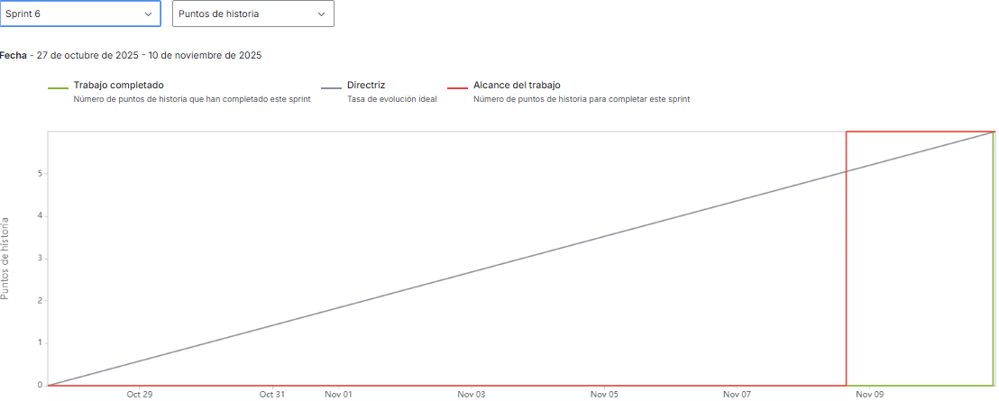 Sprint 6
Puntos de historia
Fecha - 27 de octubre de 2025 - 10 de noviembre de 2025
Trabajo completado
Número de puntos de historia que han completado este sprint
Directriz
Tasa de evolución ideal
Alcance del trabajo
Número de puntos de historia para completar este sprint
Puntos de historia
5
4
3
2
1
0
Oct 29
Oct 31
Nov 01
Nov 03
Nov 05
Nov 07
Nov 09